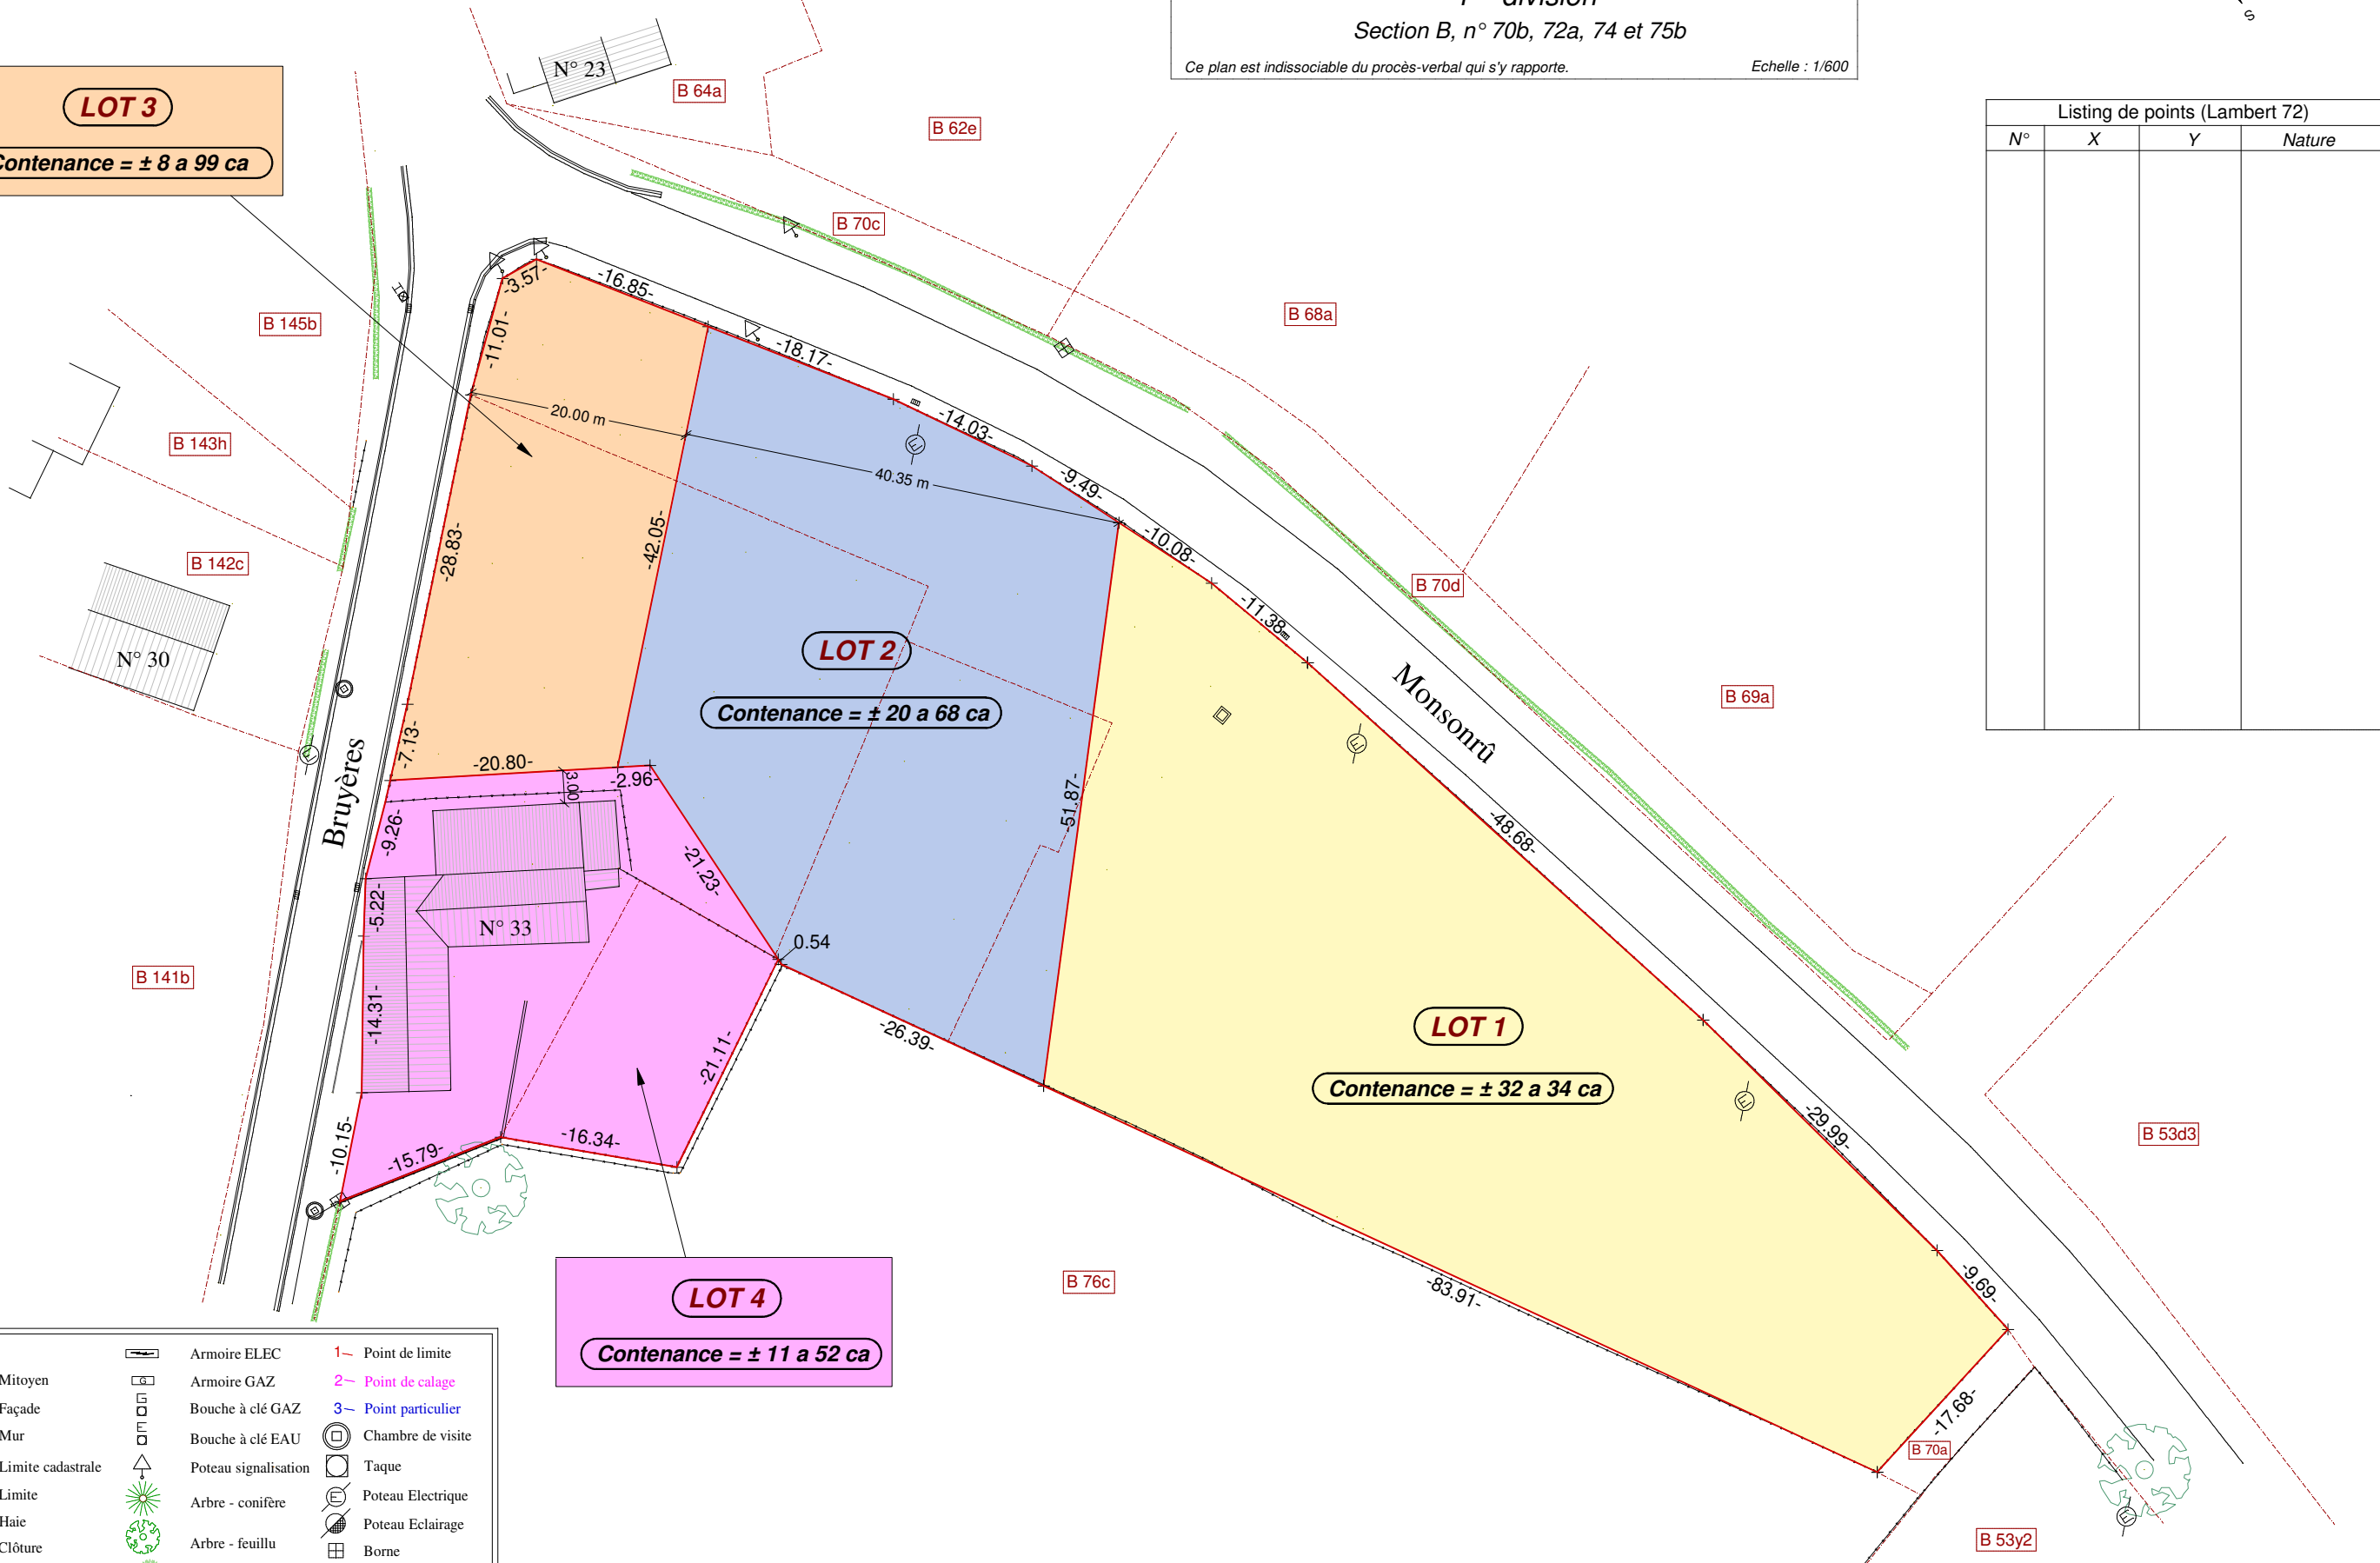 division
Section B, n° 70b, 72a, 74 et 75b
Ce plan est indissociable du procès-verbal qui s'y rapporte.
Echelle : 1/600
S
Listing de points (Lambert 72)
N° X Y Nature
LOT 3
Contenance = ± 8 a 99 ca
N° 23
B 64a
B 62e
B 70c
B 145b
B 68a
B 143h
B 142c
N° 30
B 70d
B 69a
-3.57-
-16.85-
-11.01-
-18.17-
20.00 m
-14.03-
40.35 m
-9.49-
-10.08-
-28.83-
-42.05-
-11.38-
LOT 2
Contenance = ± 20 a 68 ca
Monsonrû
-7.13-
-20.80-
-2.96-
3.00
Bruyères
-9.26-
-21.23-
-51.87-
-48.68-
-5.22-
N° 33
0.54
B 141b
-14.31-
-26.39-
-21.11-
LOT 1
Contenance = ± 32 a 34 ca
-29.99-
B 53d3
-10.15-
-15.79-
-16.34-
B 76c
-83.91-
-9.69-
LOT 4
Contenance = ± 11 a 52 ca
-17.68-
B 70a
B 53y2
Armoire ELEC
1 Point de limite
Mitoyen
G Armoire GAZ
2 Point de calage
Façade
G Bouche à clé GAZ
3 Point particulier
Mur
E Bouche à clé EAU
Chambre de visite
Limite cadastrale
Poteau signalisation
Taque
Limite
Arbre - conifère
E Poteau Electrique
Haie
Poteau Eclairage
Clôture
Arbre - feuillu
Borne
E
E
E
E
E